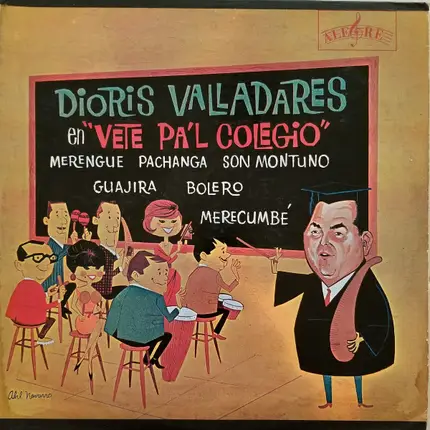 ALEGRE
DIORIS VALLADARES
en "VETE PA'L COLEGIO"
MERENGUE PACHANGA SON MONTUNO
GUAJIRA BOLERO
MERECUMBÉ